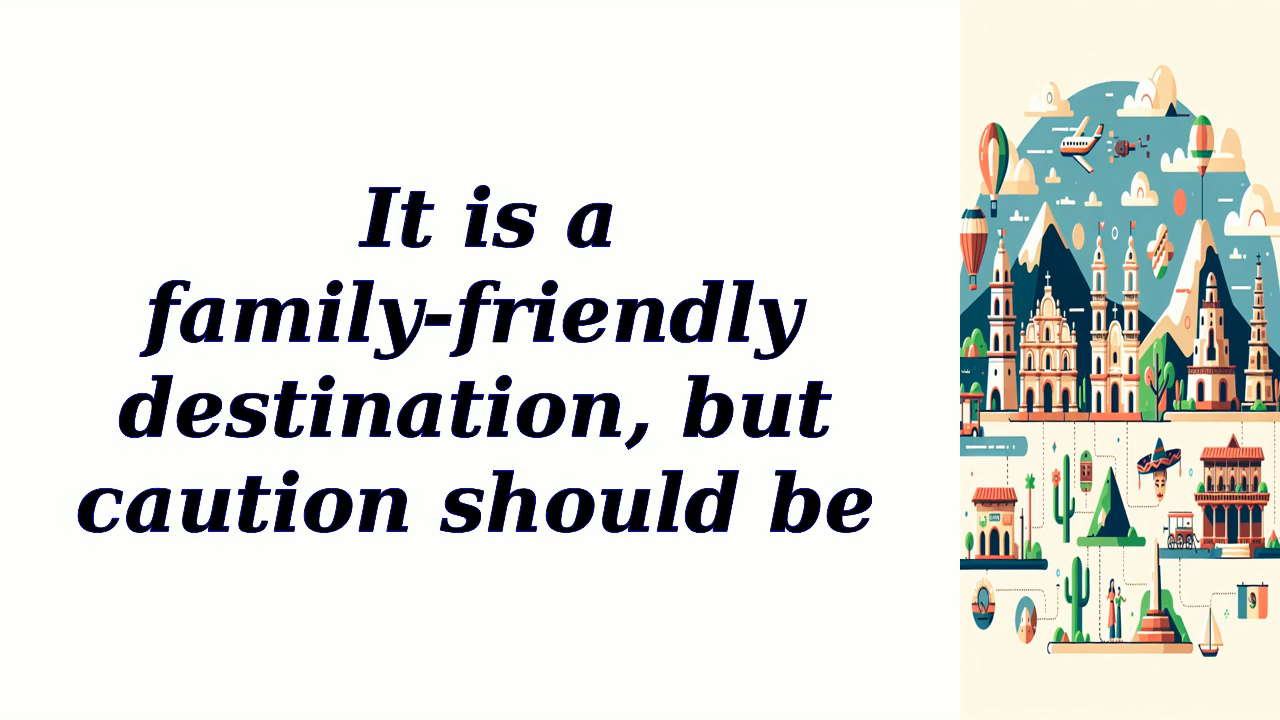 It is a
family-friendly
destination, but
caution should be